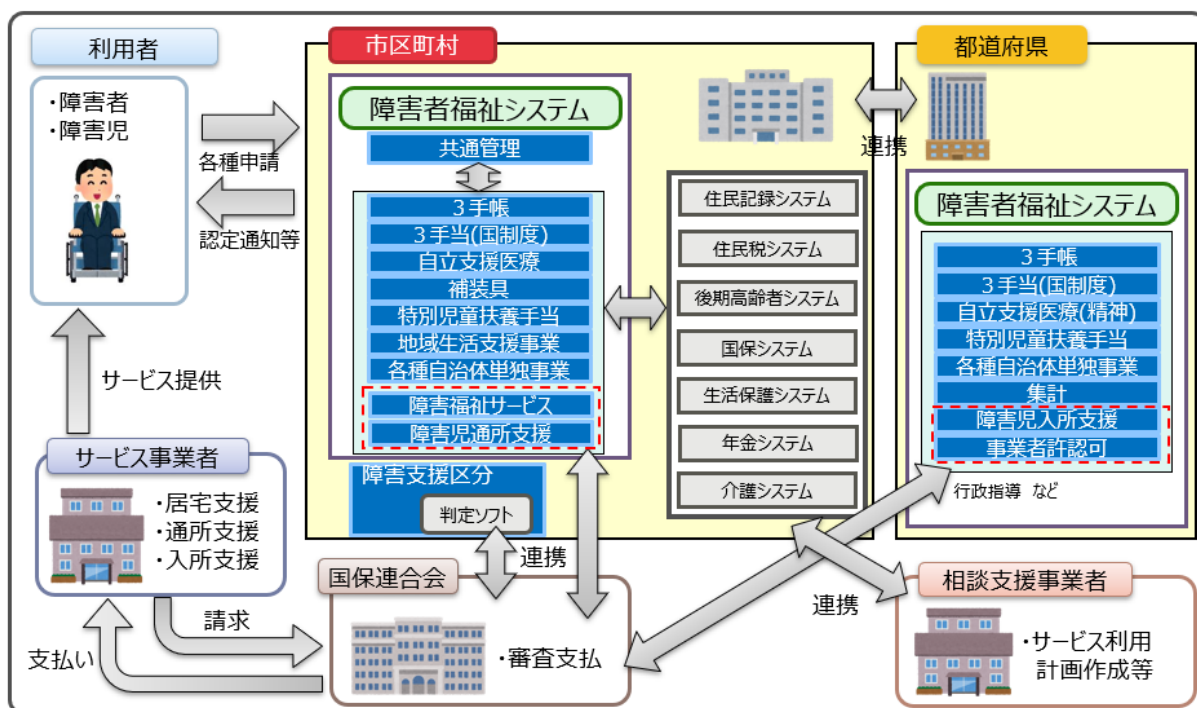 利用者
・障害者
・障害児
各種申請
認定通知等
サービス提供
サービス事業者
・居宅支援
・通所支援
・入所支援
請求
支払い
市区町村
障害者福祉システム
共通管理
３手帳
３手当(国制度)
自立支援医療
補装具
特別児童扶養手当
地域生活支援事業
各種自治体単独事業
障害福祉サービス
障害児通所支援
障害支援区分
判定ソフト
連携
住民記録システム
住民税システム
後期高齢者システム
国保システム
生活保護システム
年金システム
介護システム
連携
都道府県
障害者福祉システム
３手帳
３手当(国制度)
自立支援医療(精神)
特別児童扶養手当
各種自治体単独事業
集計
障害児入所支援
事業者許認可
行政指導 など
国保連合会
・審査支払
連携
相談支援事業者
・サービス利用
計画作成等